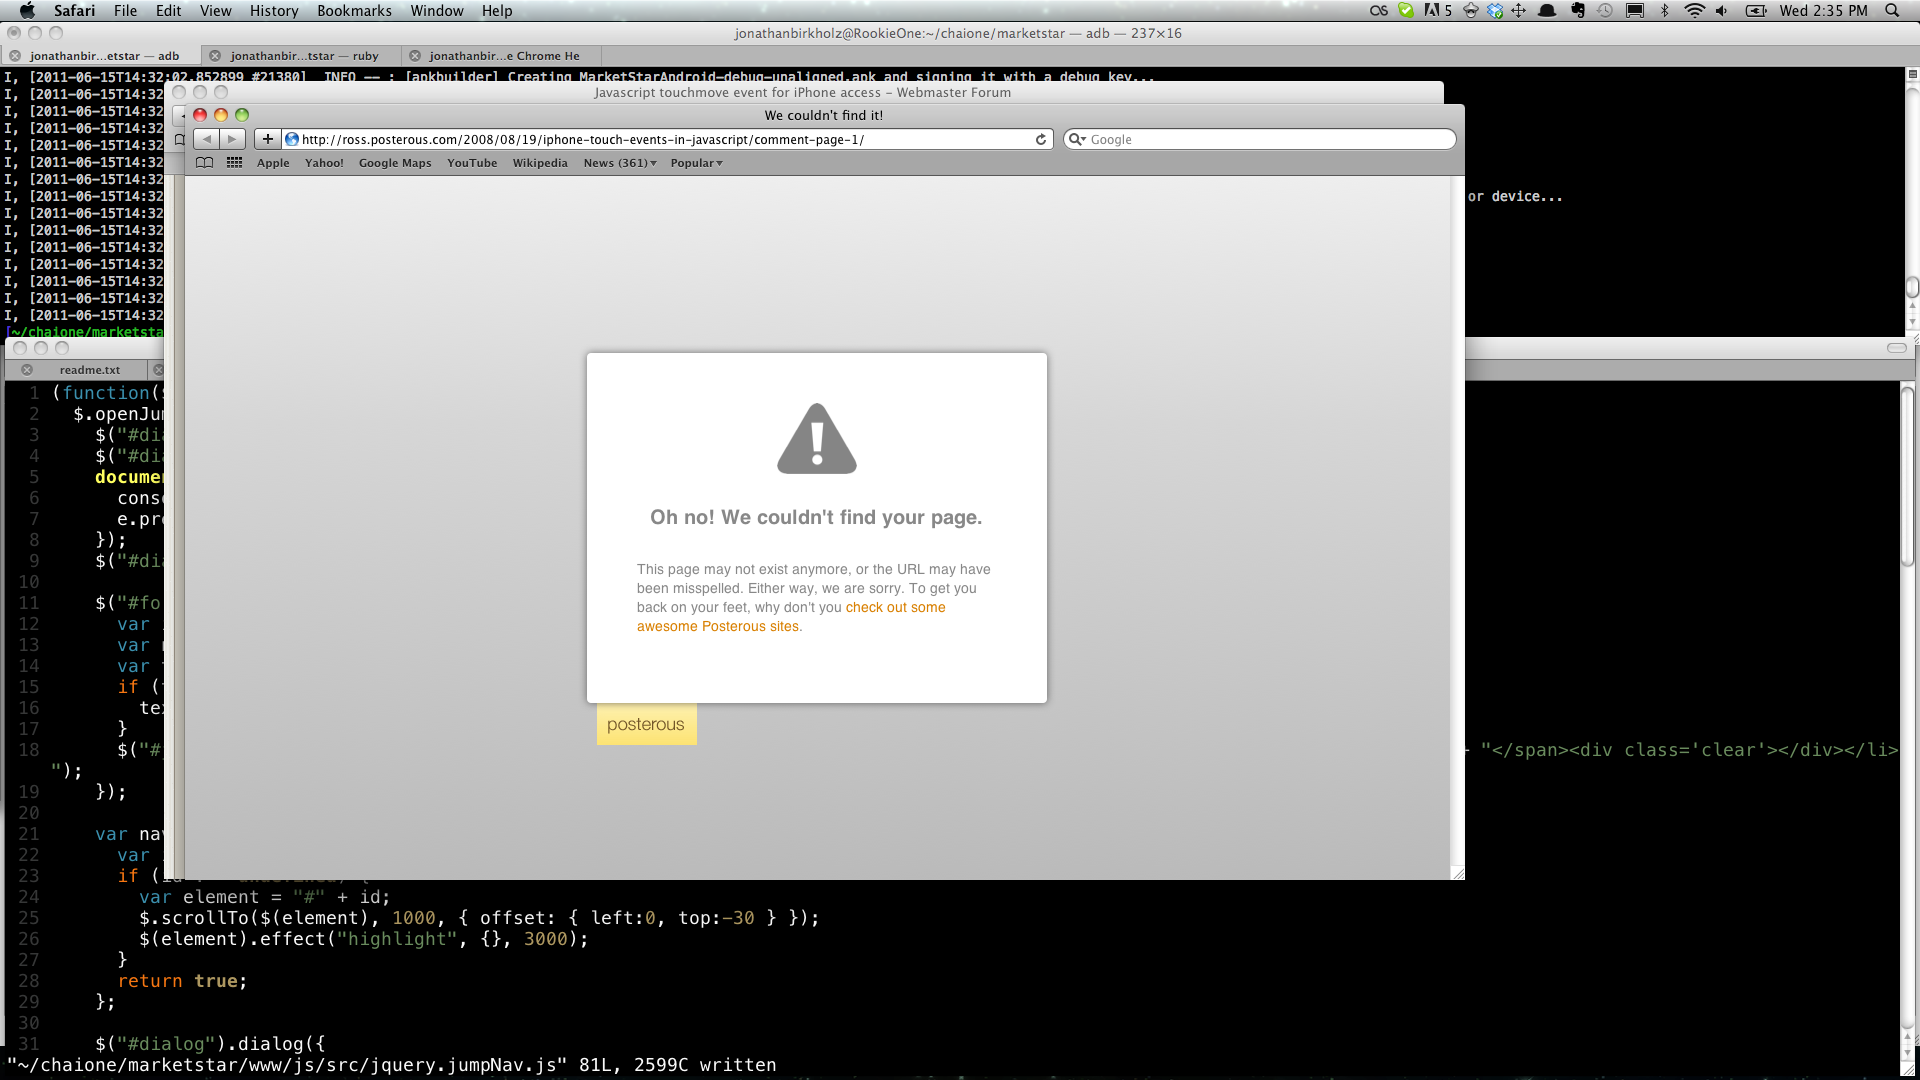 Safari File Edit View History Bookmarks Window Help
5 Wed 2:35 PM
jonathanbirkholz@RookieOne:~/chaione/marketstar — adb — 237×16
jonathanbir...etstar — adb jonathanbir...tstar — ruby jonathanbir...e Chrome He
I, [2011-06-15T14:32:02.852899 #21380] INFO -- : [apkbuilder] Creating MarketStarAndroid-debug-unaligned.apk and signing it with a debug key...
I, [2011-06-15T14:32
I, [2011-06-15T14:32
I, [2011-06-15T14:32
I, [2011-06-15T14:32
I, [2011-06-15T14:32
I, [2011-06-15T14:32
I, [2011-06-15T14:32
or device...
I, [2011-06-15T14:32
I, [2011-06-15T14:32
I, [2011-06-15T14:32
I, [2011-06-15T14:32
I, [2011-06-15T14:32
I, [2011-06-15T14:32
I, [2011-06-15T14:32
[~/chaione/marketsta
Javascript touchmove event for iPhone access – Webmaster Forum
We couldn't find it!
http://ross.posterous.com/2008/08/19/iphone-touch-events-in-javascript/comment-page-1/
Google
Apple Yahoo! Google Maps YouTube Wikipedia News (361) Popular
Oh no! We couldn't find your page.
This page may not exist anymore, or the URL may have
been misspelled. Either way, we are sorry. To get you
back on your feet, why don't you check out some
awesome Posterous sites.
posterous
readme.txt
1 (function(
2 $.openJu
3 $("#dia
4 $("#dia
5 docume
6 cons
7 e.pre
8 });
9 $("#dia
10
11 $("#fo
12 var
13 var
14 var
15 if (
16 te
17 }
18 $("# "</span><div class='clear'></div></li>
");
19 });
20
21 var na
22 var
23 if (
24 var element = "#" + id;
25 $.scrollTo($(element), 1000, { offset: { left:0, top:-30 } });
26 $(element).effect("highlight", {}, 3000);
27 }
28 return true;
29 };
30
31 $("#dialog").dialog({
"~/chaione/marketstar/www/js/src/jquery.jumpNav.js" 81L, 2599C written